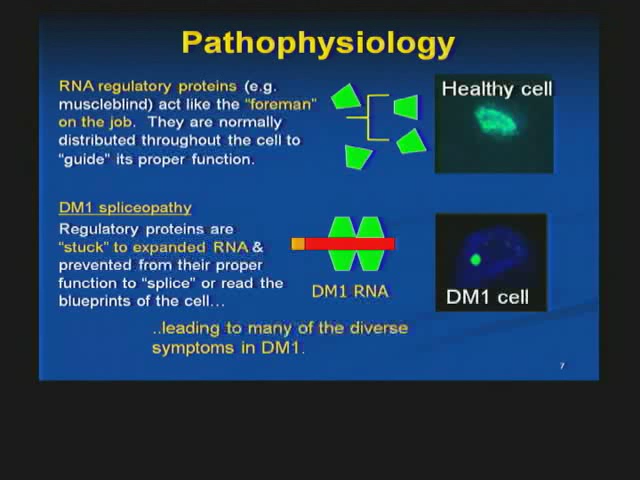 Pathophysiology
RNA regulatory proteins (e.g.
muscleblind) act like the “foreman”
on the job. They are normally
distributed throughout the cell to
“guide” its proper function.
Healthy cell
DM1 spliceopathy
Regulatory proteins are
“stuck” to expanded RNA &
prevented from their proper
function to “splice” or read the
blueprints of the cell…
DM1 RNA
DM1 cell
..leading to many of the diverse
symptoms in DM1.
7